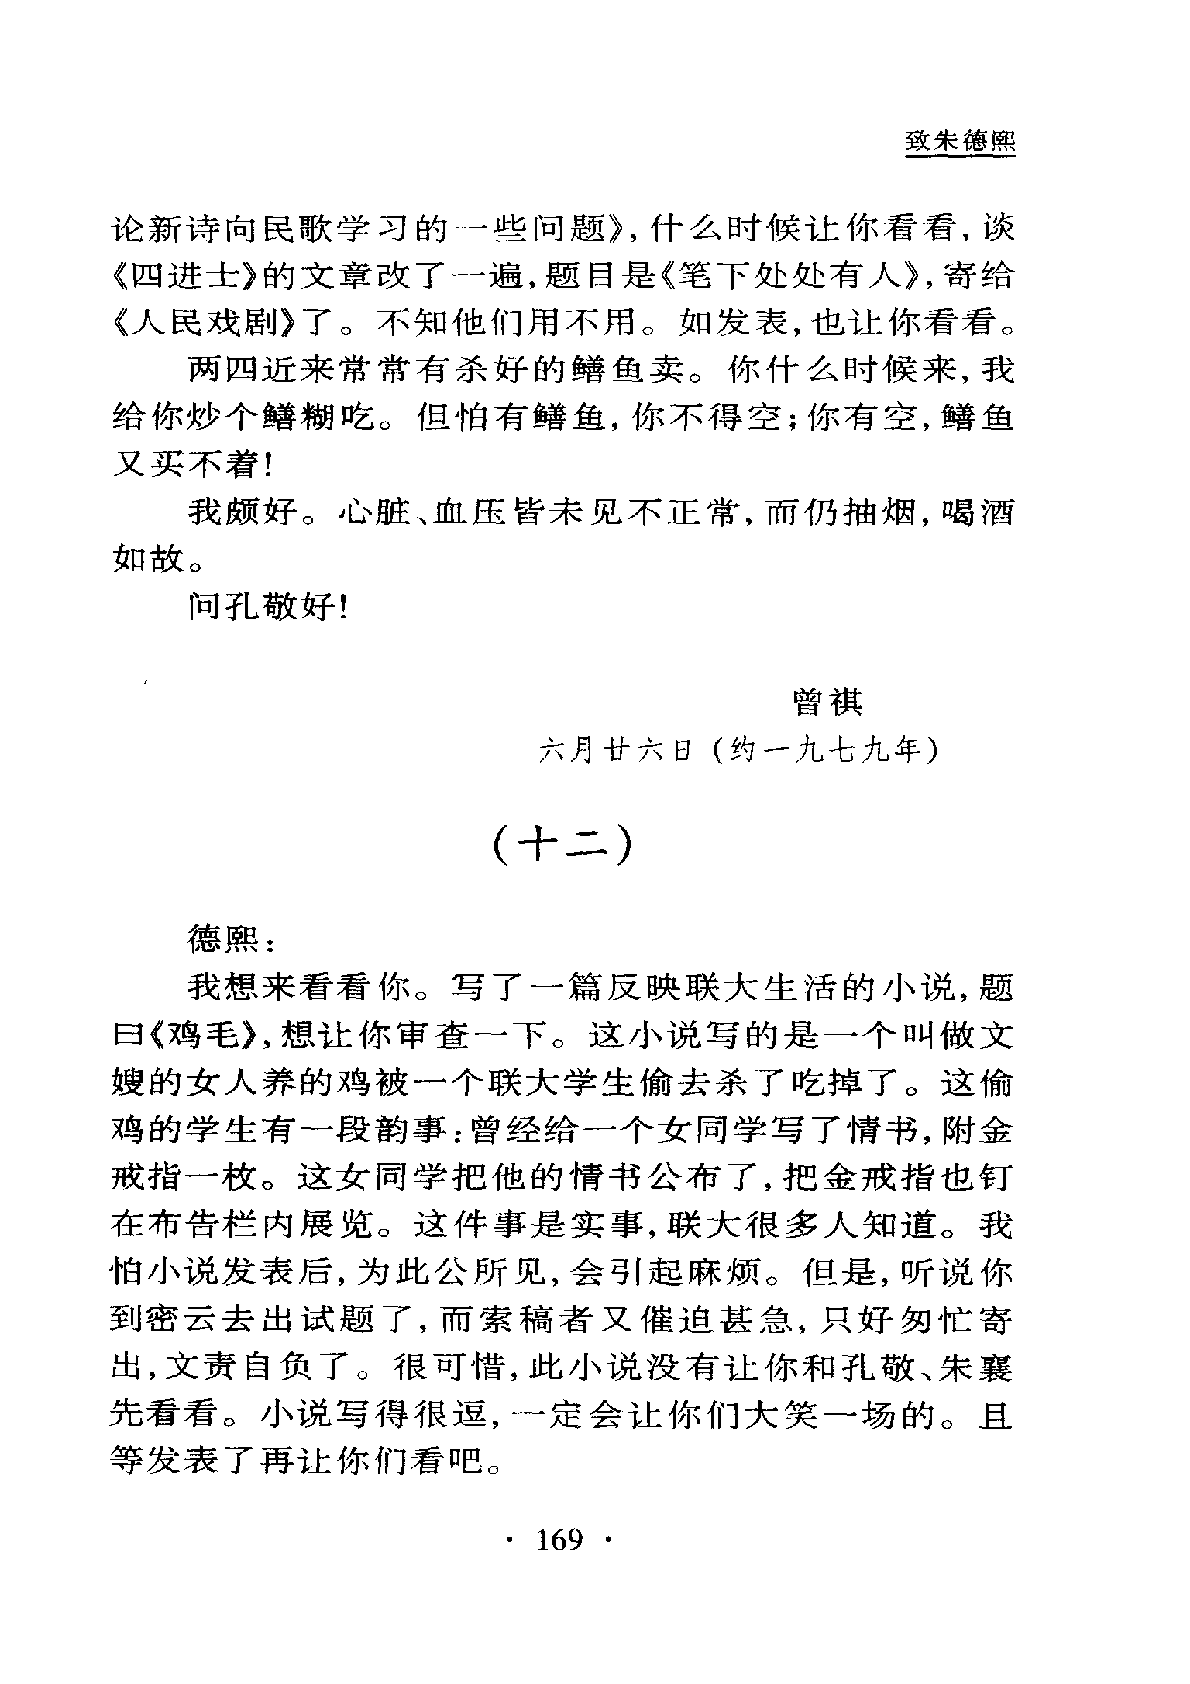 致朱德熙
论新诗向民歌学习的一些问题》,什么时候让你看看,谈
《四进士》的文章改了一遍,题目是《笔下处处有人》,寄给
《人民戏剧》了。不知他们用不用。如发表,也让你看看。
两四近来常常有杀好的鳝鱼卖。你什么时候来,我
给你炒个鳝糊吃。但怕有鳝鱼,你不得空;你有空,鳝鱼
又买不着!
我颇好。心脏、血压皆未见不正常,而仍抽烟,喝酒
如故。
问孔敬好!
曾祺
六月廿六日(约一九七九年)
(十二)
德熙:
我想来看看你。写了一篇反映联大生活的小说,题
曰《鸡毛》,想让你审查一下。这小说写的是一个叫做文
嫂的女人养的鸡被一个联大学生偷去杀了吃掉了。这偷
鸡的学生有一段韵事:曾经给一个女同学写了情书,附金
戒指一枚。这女同学把他的情书公布了,把金戒指也钉
在布告栏内展览。这件事是实事,联大很多人知道。我
怕小说发表后,为此公所见,会引起麻烦。但是,听说你
到密云去出试题了,而索稿者又催迫甚急,只好匆忙寄
出,文责自负了。很可惜,此小说没有让你和孔敬、朱襄
先看看。小说写得很逗,一定会让你们大笑一场的。且
等发表了再让你们看吧。
· 169 ·